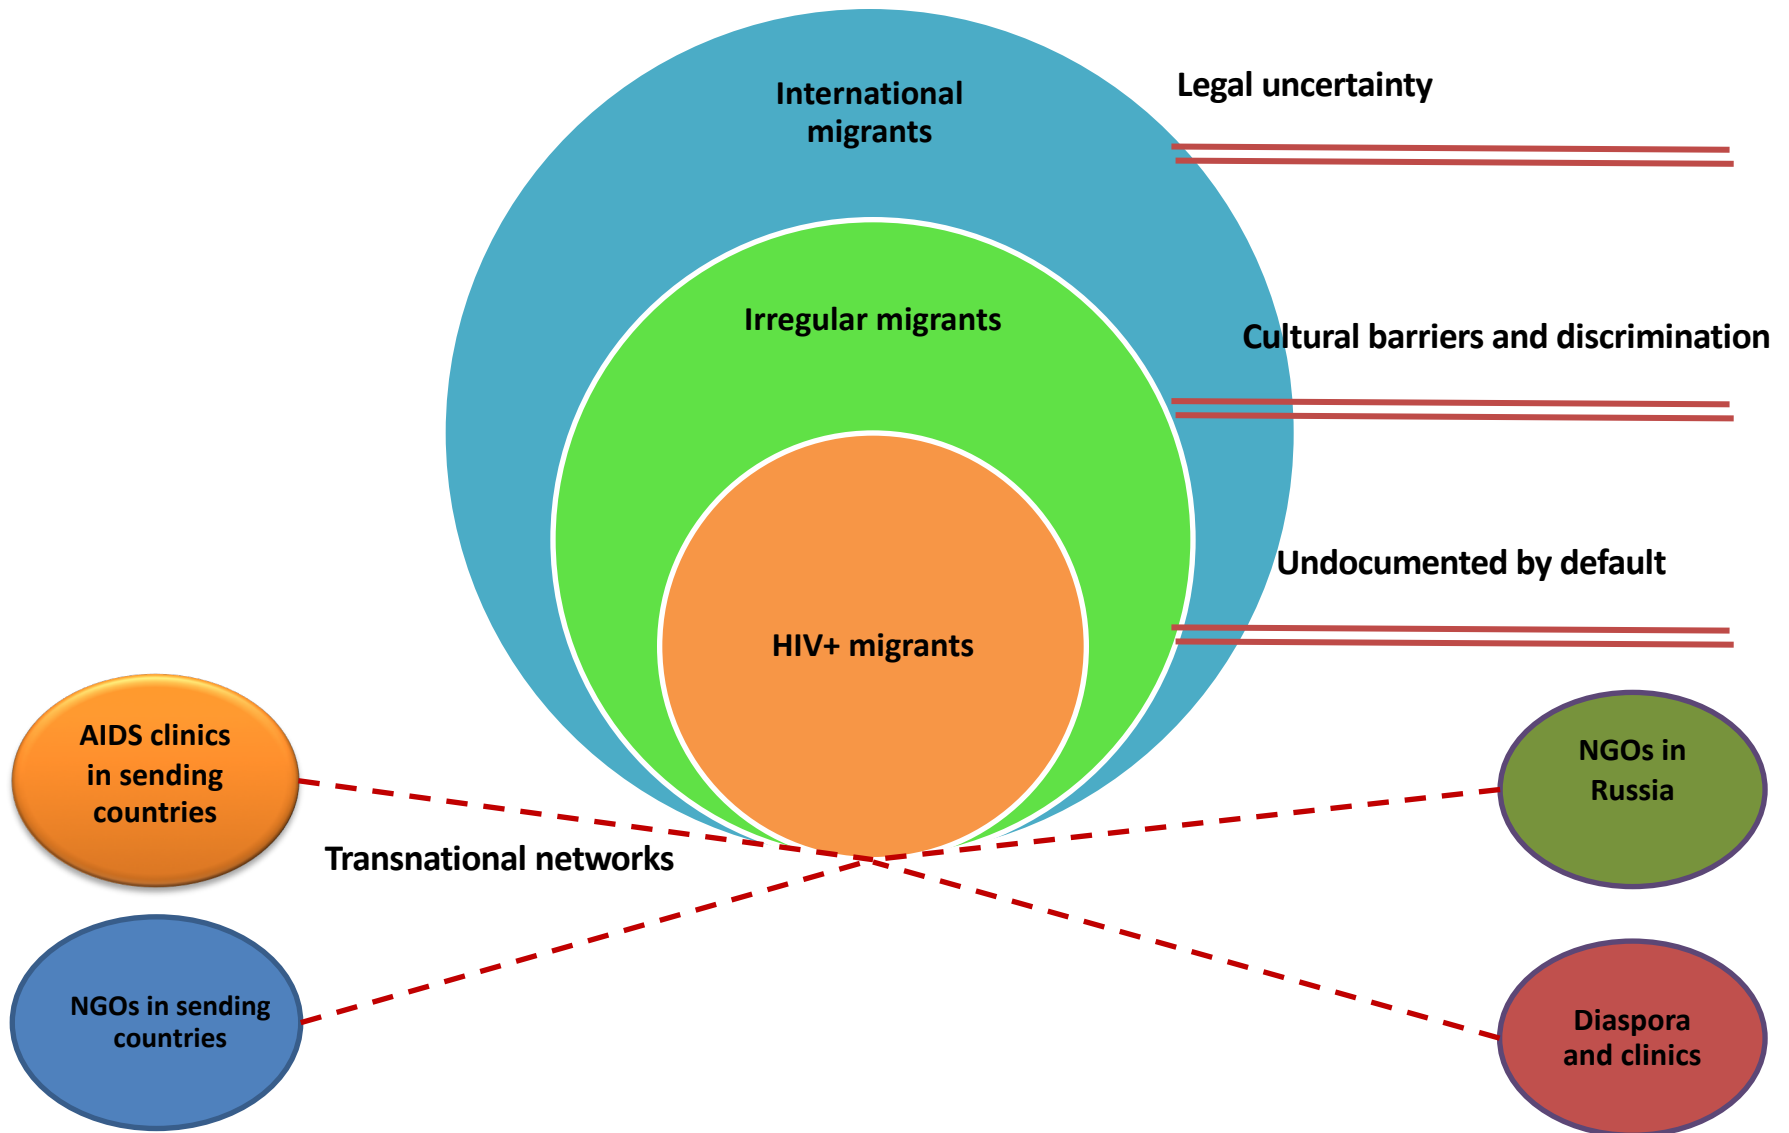 International
migrants
Legal uncertainty
Irregular migrants
Cultural barriers and discrimination
Undocumented by default
HIV+ migrants
AIDS clinics
in sending
countries
NGOs in
Russia
Transnational networks
NGOs in sending
countries
Diaspora
and clinics